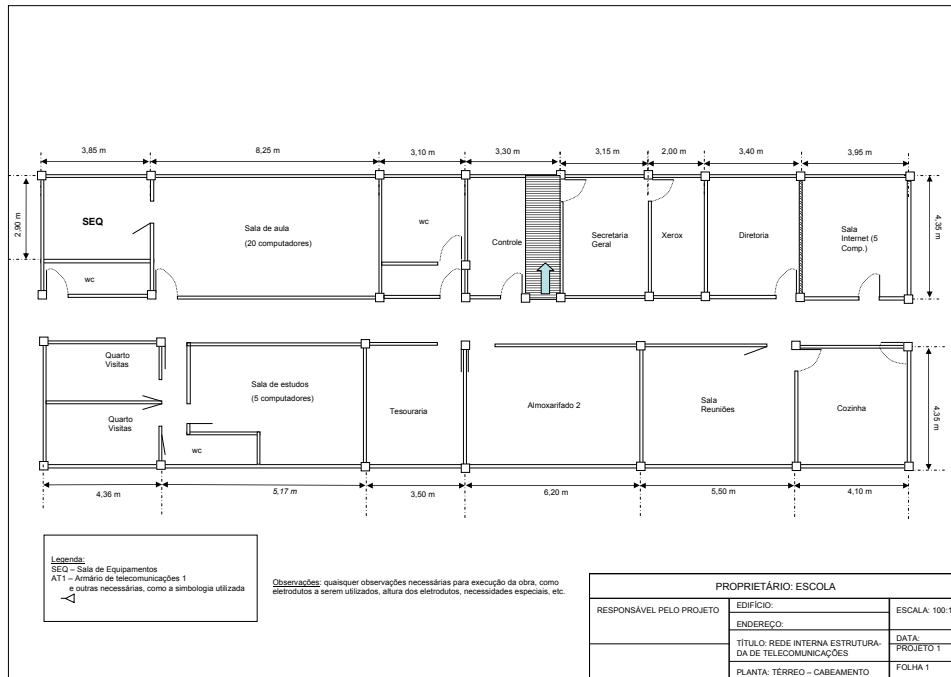 3,85 m
8,25 m
3,10 m
3,30 m
3,15 m
2,00 m
3,40 m
3,95 m
2,90 m
SEQ
Sala de aula
(20 computadores)
wc
Controle
Secretaria
Geral
Xerox
Diretoria
Sala
Internet (5
Comp.)
4,35 m
wc
Quarto
Visitas
Sala de estudos
(5 computadores)
Quarto
Visitas
wc
Tesouraria
Almoxarifado 2
Sala
Reuniões
Cozinha
4,35 m
4,36 m
5,17 m
3,50 m
6,20 m
5,50 m
4,10 m
Legenda:
SEQ – Sala de Equipamentos
AT1 – Armário de telecomunicações 1
e outras necessárias, como a simbologia utilizada
Observações: quaisquer observações necessárias para execução da obra, como
eletrodutos a serem utilizados, altura dos eletrodutos, necessidades especiais, etc.
PROPRIETÁRIO: ESCOLA
RESPONSÁVEL PELO PROJETO
EDIFÍCIO:
ESCALA: 100:1
ENDEREÇO:
TÍTULO: REDE INTERNA ESTRUTURA-
DA DE TELECOMUNICAÇÕES
DATA:
PROJETO 1
PLANTA: TÉRREO – CABEAMENTO
FOLHA 1